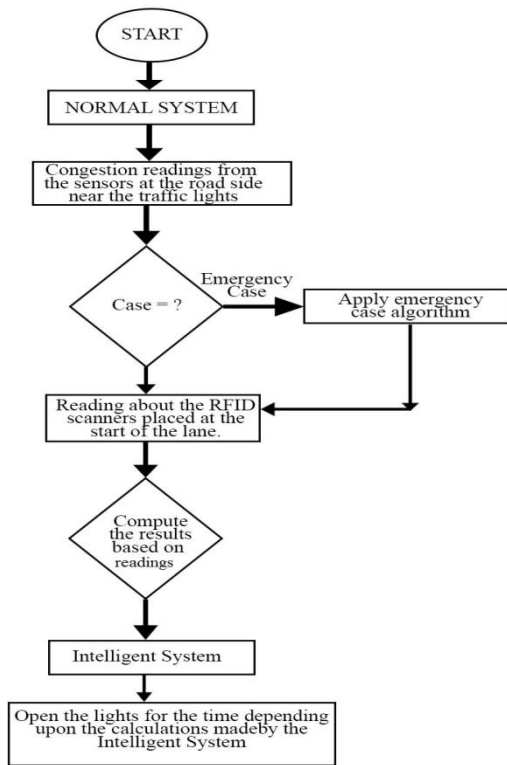 START
NORMAL SYSTEM
Congestion readings from
the sensors at the road side
near the traffic lights
Emergency
Case
Case = ?
Apply emergency
case algorithm
Reading about the RFID
scanners placed at the
start of the lane.
Compute
the results
based on
readings
Intelligent System
Open the lights for the time depending
upon the calculations madeby the
Intelligent System